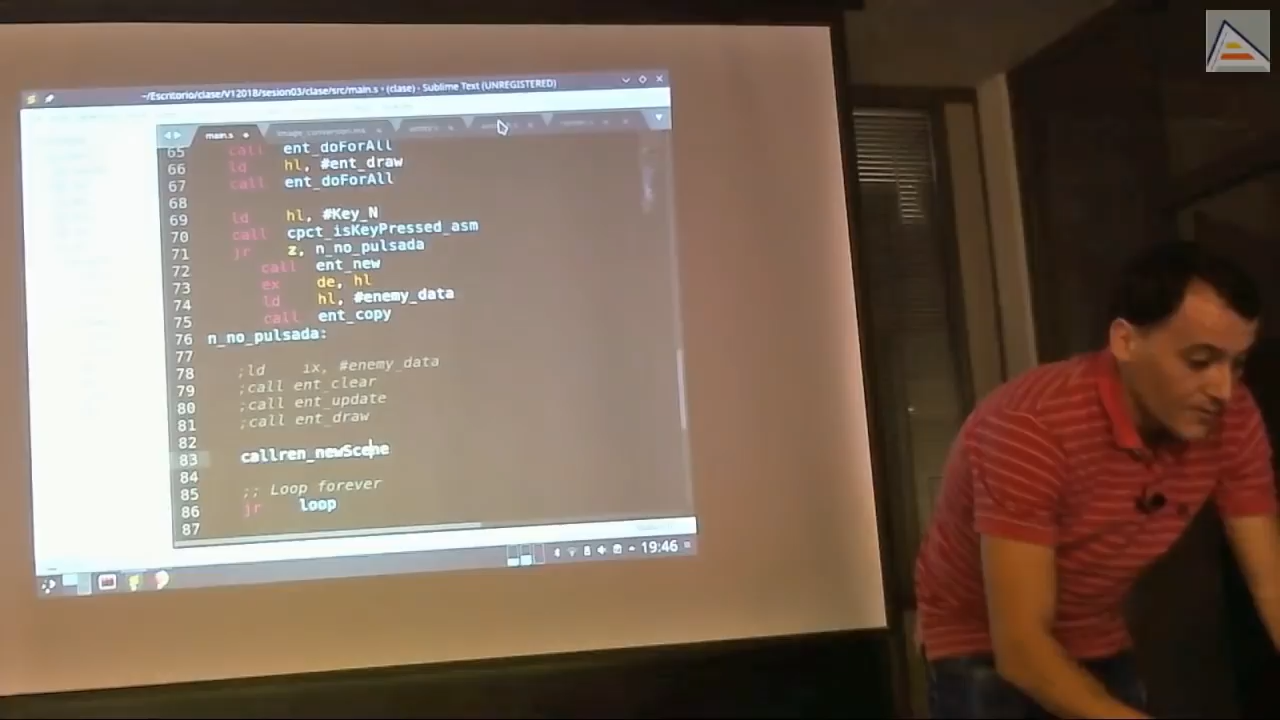 ~/Escritorio/clase/V12018/sesion03/clase/src/main.s - (clase) - Sublime Text (UNREGISTERED)
main.s
65 call ent_doForAll
66 ld hl, #ent_draw
67 call ent_doForAll
68
69 ld hl, #Key_N
70 call cpct_isKeyPressed_asm
71 jr z, n_no_pulsada
72 call ent_new
73 ex de, hl
74 ld hl, #enemy_data
75 call ent_copy
76 n_no_pulsada:
77
78 ;ld ix, #enemy_data
79 ;call ent_clear
80 ;call ent_update
81 ;call ent_draw
82
83 callren_newScene
84
85 ;; Loop forever
86 jr loop
87
19:46